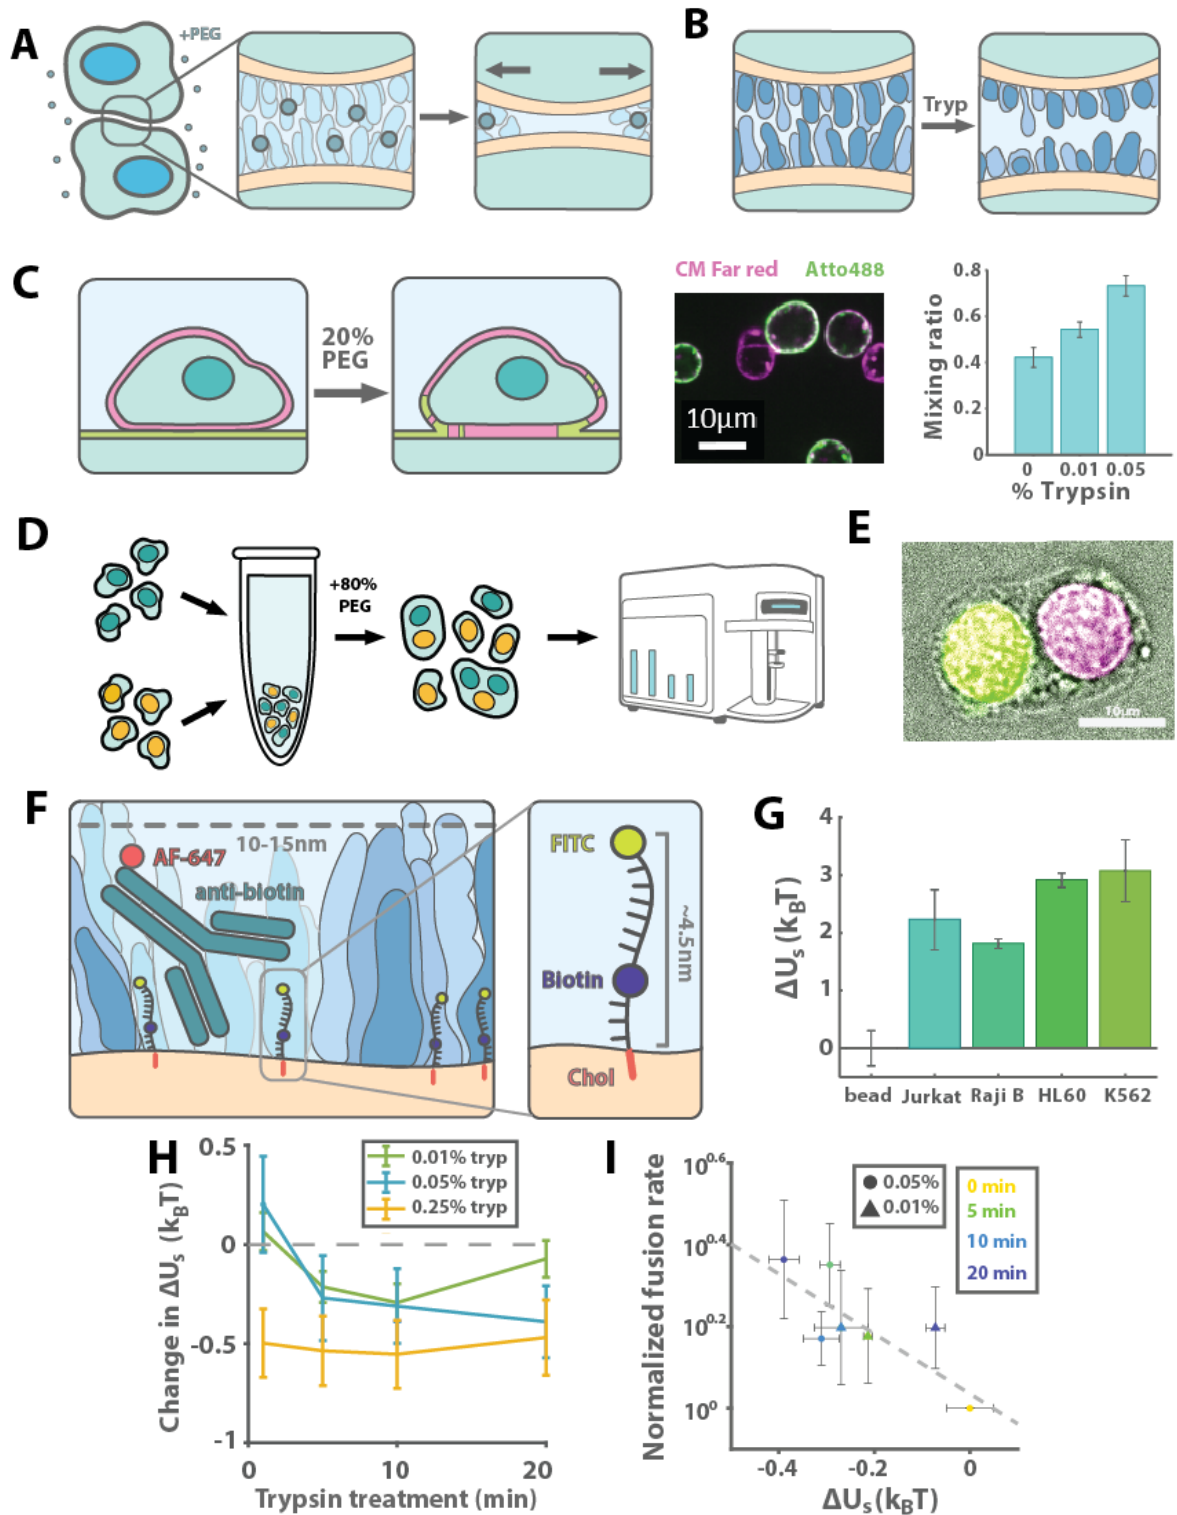 A
+PEG
B
Tryp
C
20%
PEG
CM Far red Atto488
10μm
Mixing ratio
0.8
0.6
0.4
0.2
0
0 0.01 0.05
% Trypsin
D
+80%
PEG
E
10μm
F
10-15nm
AF-647
anti-biotin
FITC
Biotin
~4.5nm
Chol
G
ΔUs (kBT)
4
3
2
1
0
bead Jurkat Raji B HL60 K562
H
Change in ΔUs (kBT)
0.5
0
-0.5
-1
0.01% tryp
0.05% tryp
0.25% tryp
0 10 20
Trypsin treatment (min)
I
Normalized fusion rate
10^0.6
10^0.4
10^0.2
10^0
0.05%
0.01%
0 min
5 min
10 min
20 min
-0.4 -0.2 0
ΔUs(kBT)